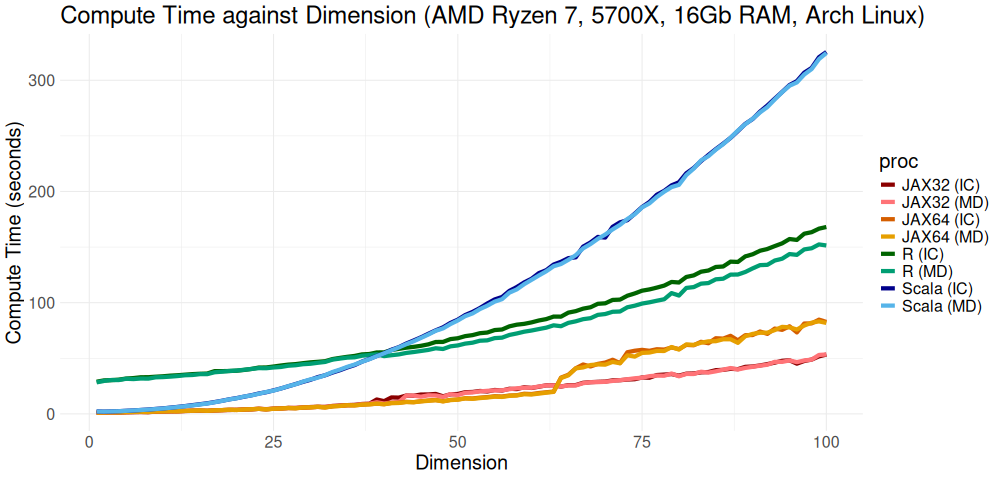 Compute Time against Dimension (AMD Ryzen 7, 5700X, 16Gb RAM, Arch Linux)
Compute Time (seconds)
300
200
100
0
0 25 50 75 100
Dimension
proc
JAX32 (IC)
JAX32 (MD)
JAX64 (IC)
JAX64 (MD)
R (IC)
R (MD)
Scala (IC)
Scala (MD)